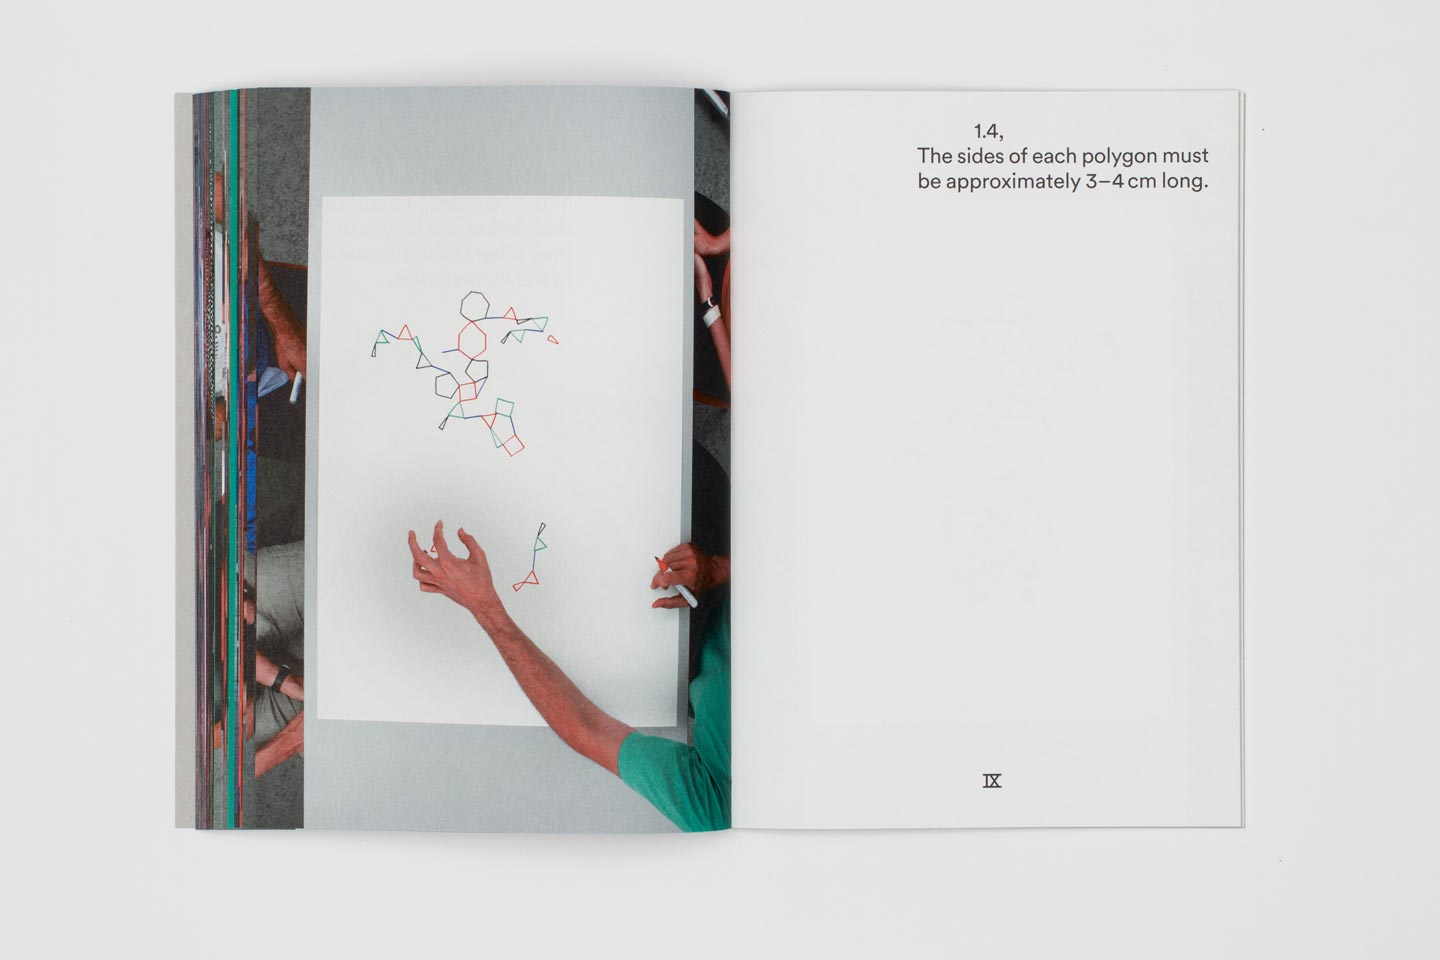 1.4,
The sides of each polygon must
be approximately 3–4 cm long.
IX